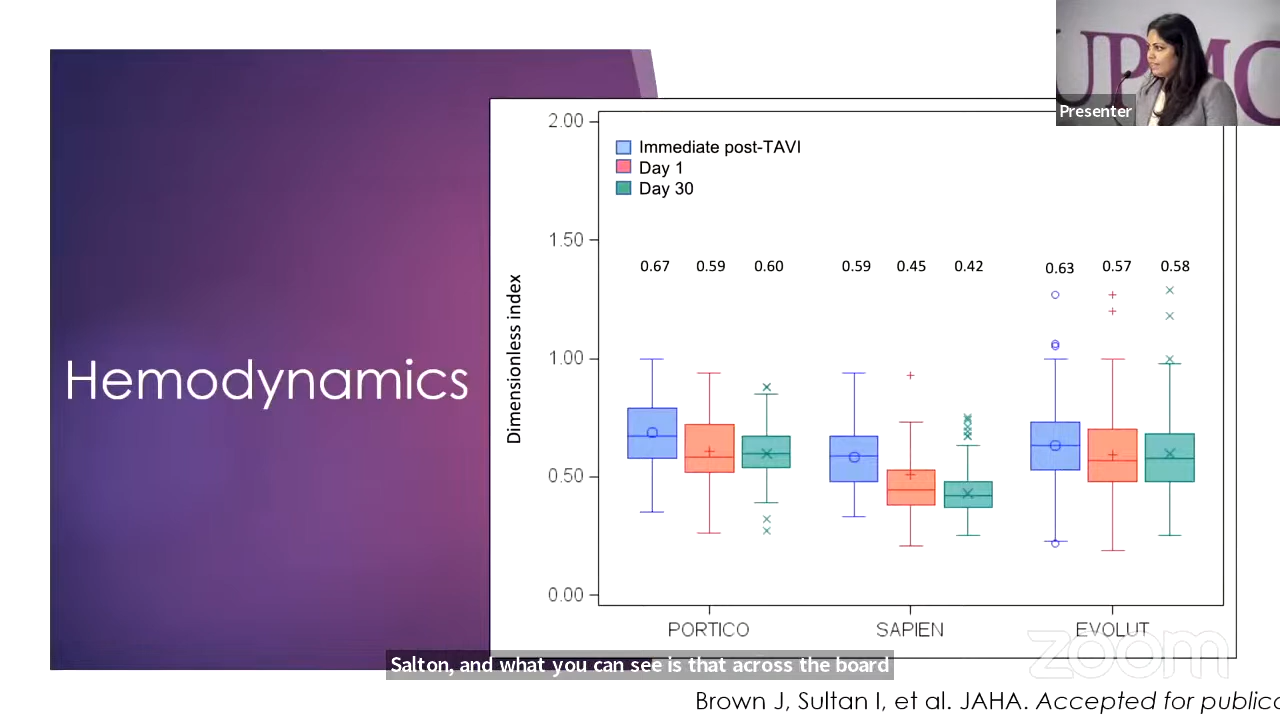 UPMC
Presenter
Hemodynamics
2.00
1.50
1.00
0.50
0.00
Dimensionless index
Immediate post-TAVI
Day 1
Day 30
0.67 0.59 0.60 0.59 0.45 0.42 0.63 0.57 0.58
PORTICO SAPIEN EVOLUT
zoom
Salton, and what you can see is that across the board
Brown J, Sultan I, et al. JAHA. Accepted for publica